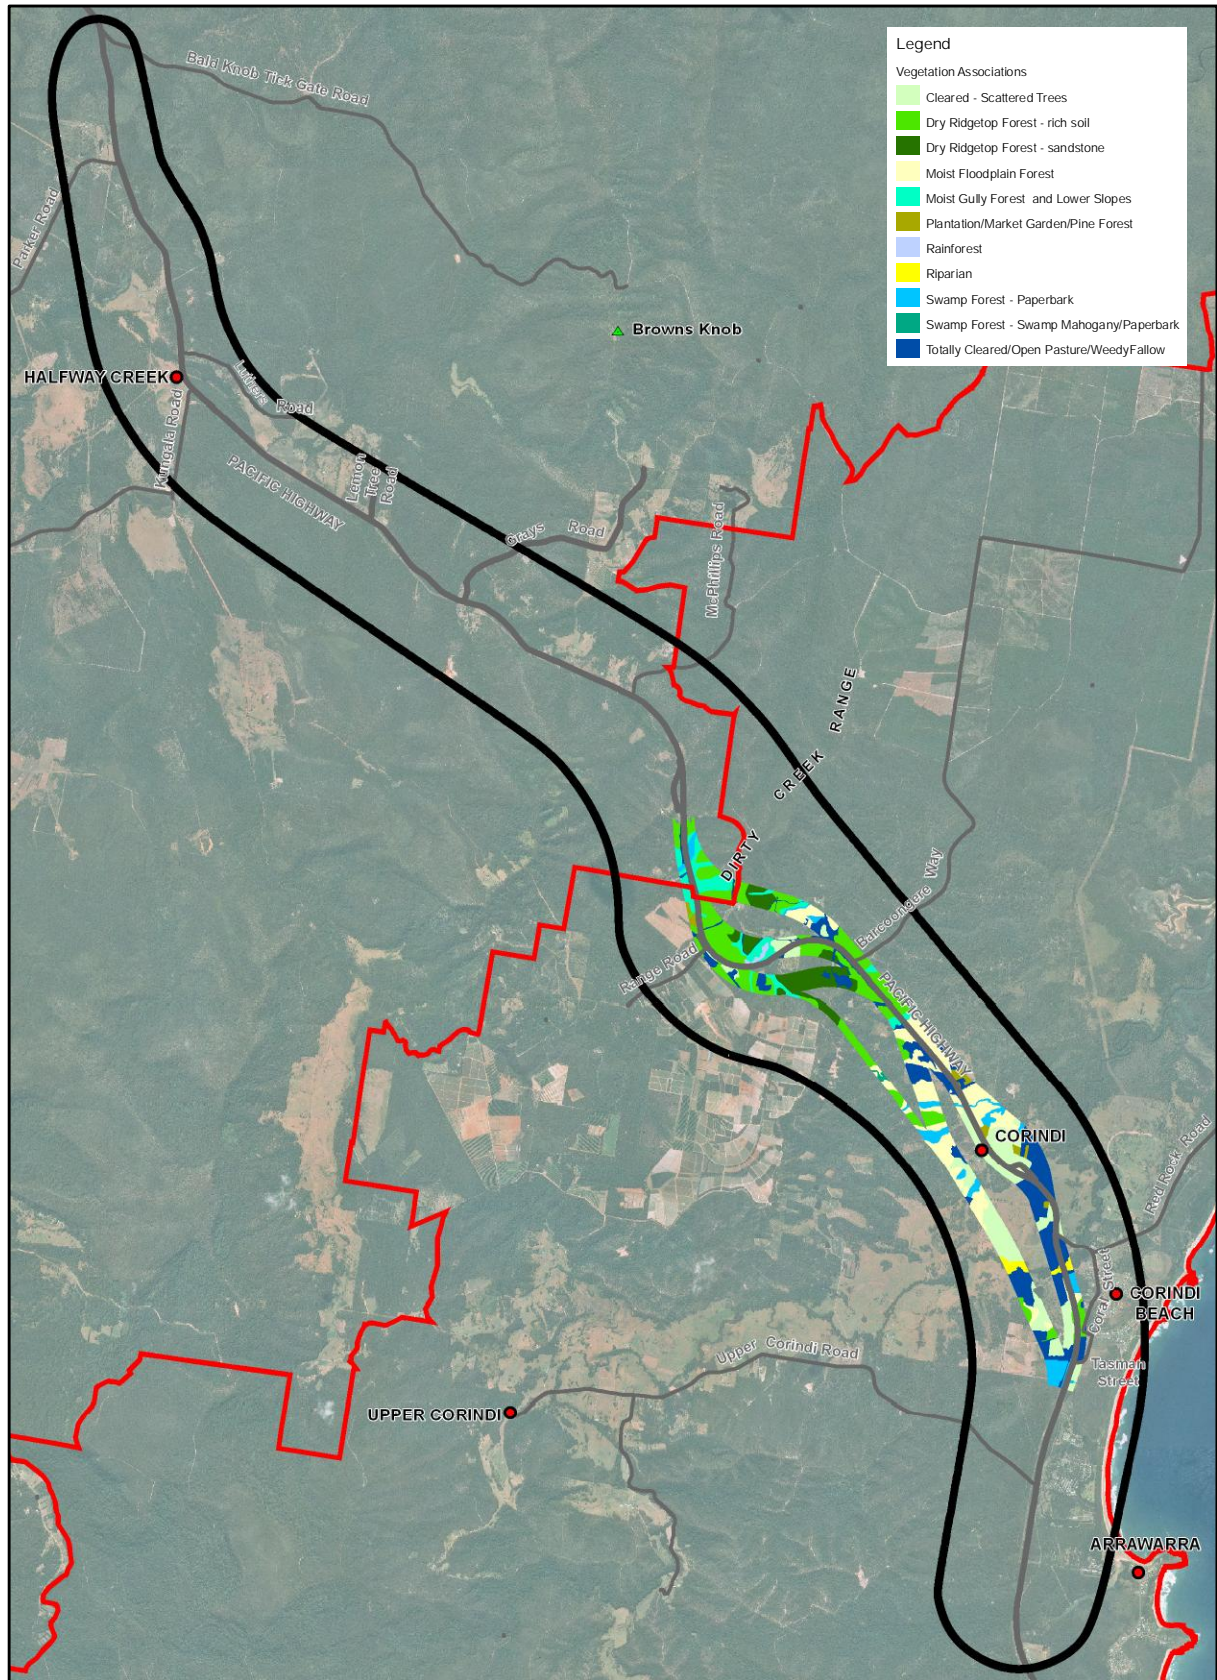 Legend
Vegetation Associations
Cleared - Scattered Trees
Dry Ridgetop Forest - rich soil
Dry Ridgetop Forest - sandstone
Moist Floodplain Forest
Moist Gully Forest and Lower Slopes
Plantation/Market Garden/Pine Forest
Rainforest
Riparian
Swamp Forest - Paperbark
Swamp Forest - Swamp Mahogany/Paperbark
Totally Cleared/Open Pasture/WeedyFallow
Bald Knob Tick Gate Road
Parker Road
Browns Knob
HALFWAY CREEK
Luthers Road
Kungala Road
PACIFIC HIGHWAY
Lemon
Tree
Road
Grays Road
McPhillips Road
DIRTY CREEK RANGE
Barcoongere Way
Range Road
PACIFIC HIGHWAY
CORINDI
Red Rock Road
Coral Street
CORINDI
BEACH
Tasman
Street
Upper Corindi Road
UPPER CORINDI
ARRAWARRA